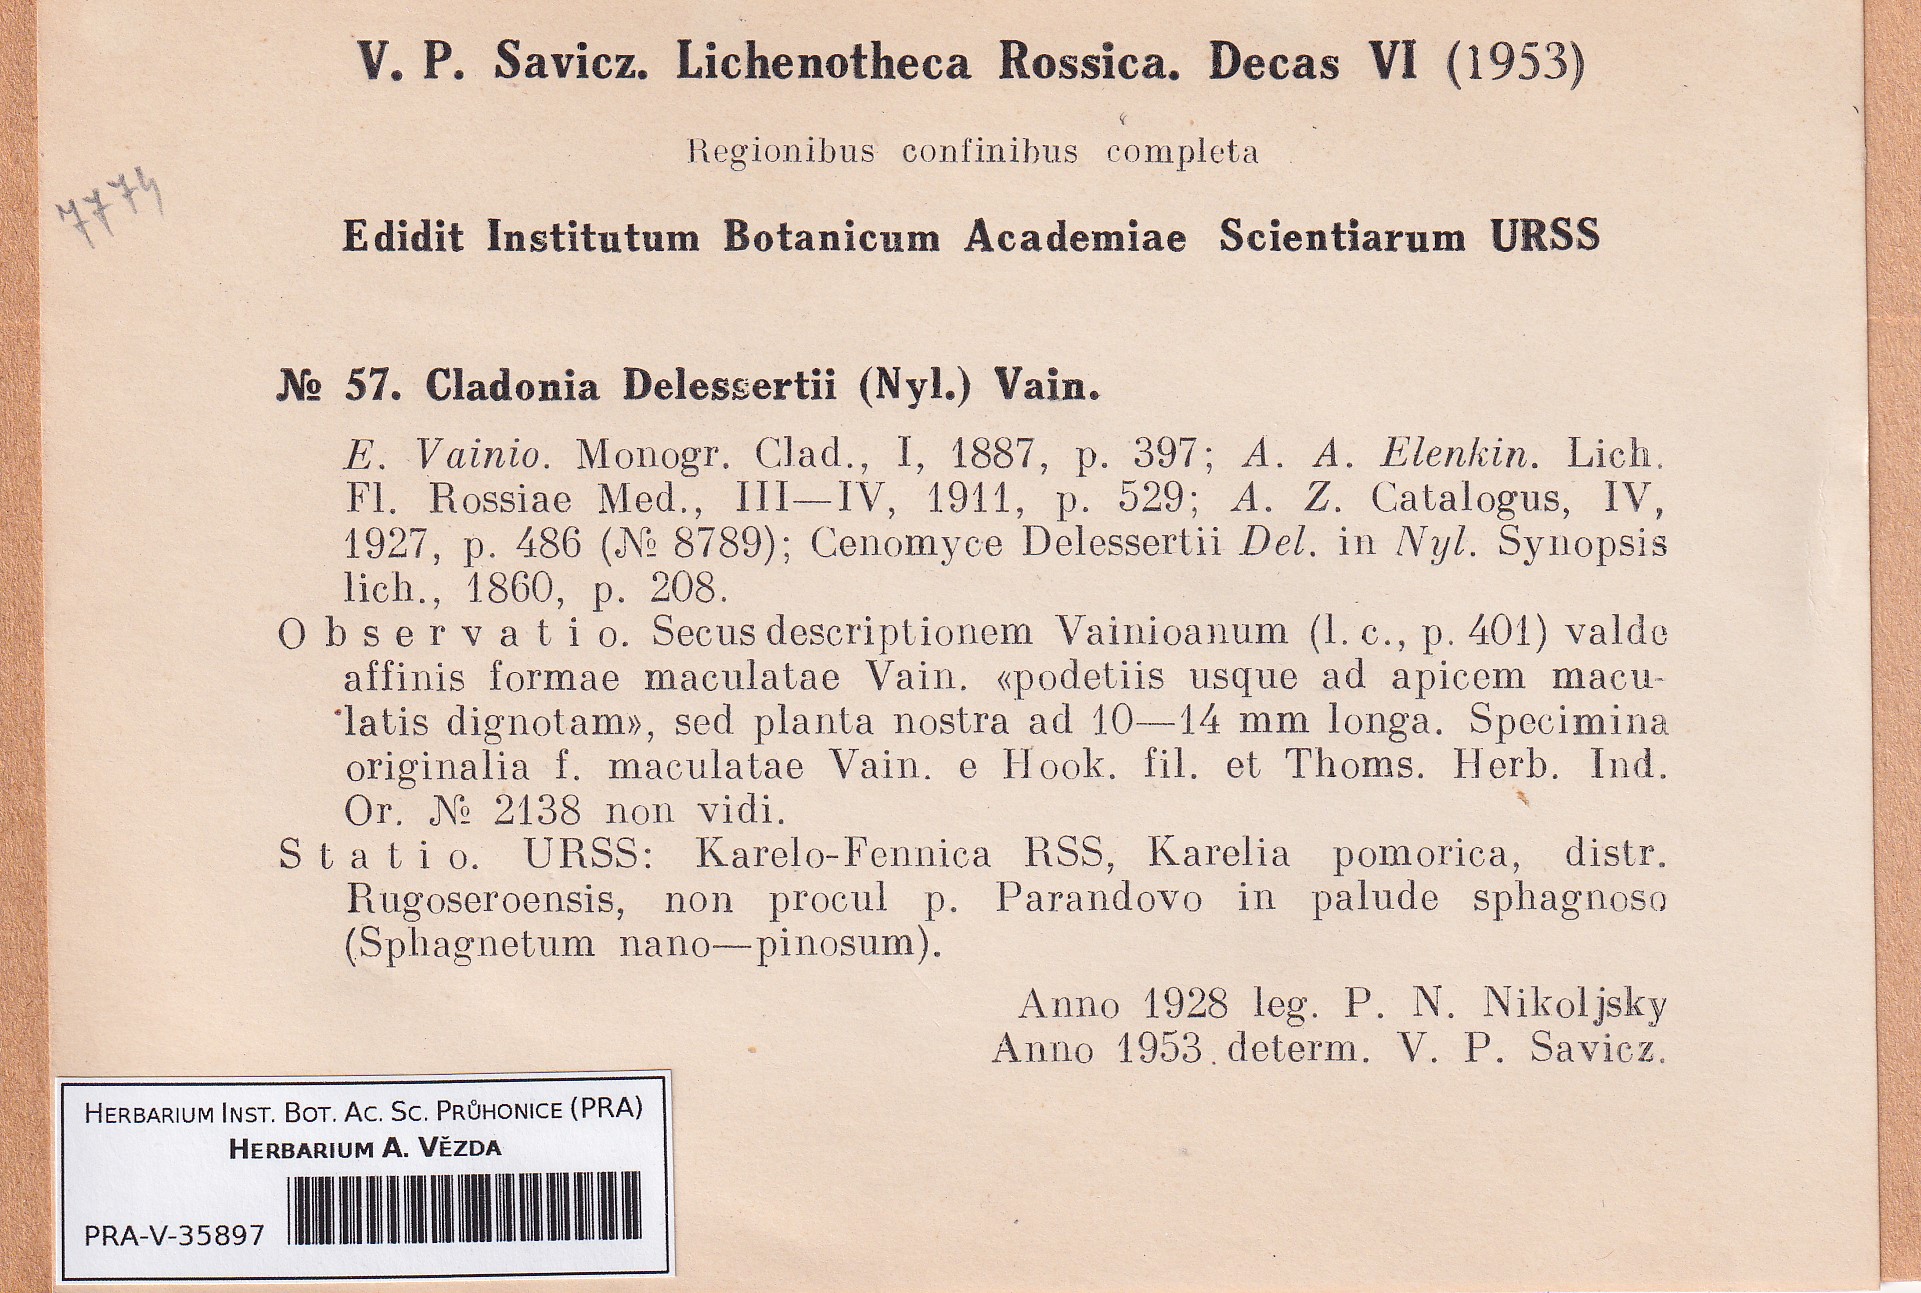 V. P. Savicz. Lichenotheca Rossica. Decas VI (1953)
Regionibus confinibus completa
7774
Edidit Institutum Botanicum Academiae Scientiarum URSS
№ 57. Cladonia Delessertii (Nyl.) Vain.
E. Vainio. Monogr. Clad., I, 1887, p. 397; A. A. Elenkin. Lich.
Fl. Rossiae Med., III—IV, 1911, p. 529; A. Z. Catalogus, IV,
1927, p. 486 (№ 8789); Cenomyce Delessertii Del. in Nyl. Synopsis
lich., 1860, p. 208.
Observatio. Secus descriptionem Vainioanum (l. c., p. 401) valde
affinis formae maculatae Vain. «podetiis usque ad apicem macu-
latis dignotam», sed planta nostra ad 10—14 mm longa. Specimina
originalia f. maculatae Vain. e Hook. fil. et Thoms. Herb. Ind.
Or. № 2138 non vidi.
Statio. URSS: Karelo-Fennica RSS, Karelia pomorica, distr.
Rugoseroensis, non procul p. Parandovo in palude sphagnoso
(Sphagnetum nano—pinosum).
Anno 1928 leg. P. N. Nikoljsky
Anno 1953 determ. V. P. Savicz.
HERBARIUM INST. BOT. AC. SC. PRŮHONICE (PRA)
HERBARIUM A. VĚZDA
PRA-V-35897